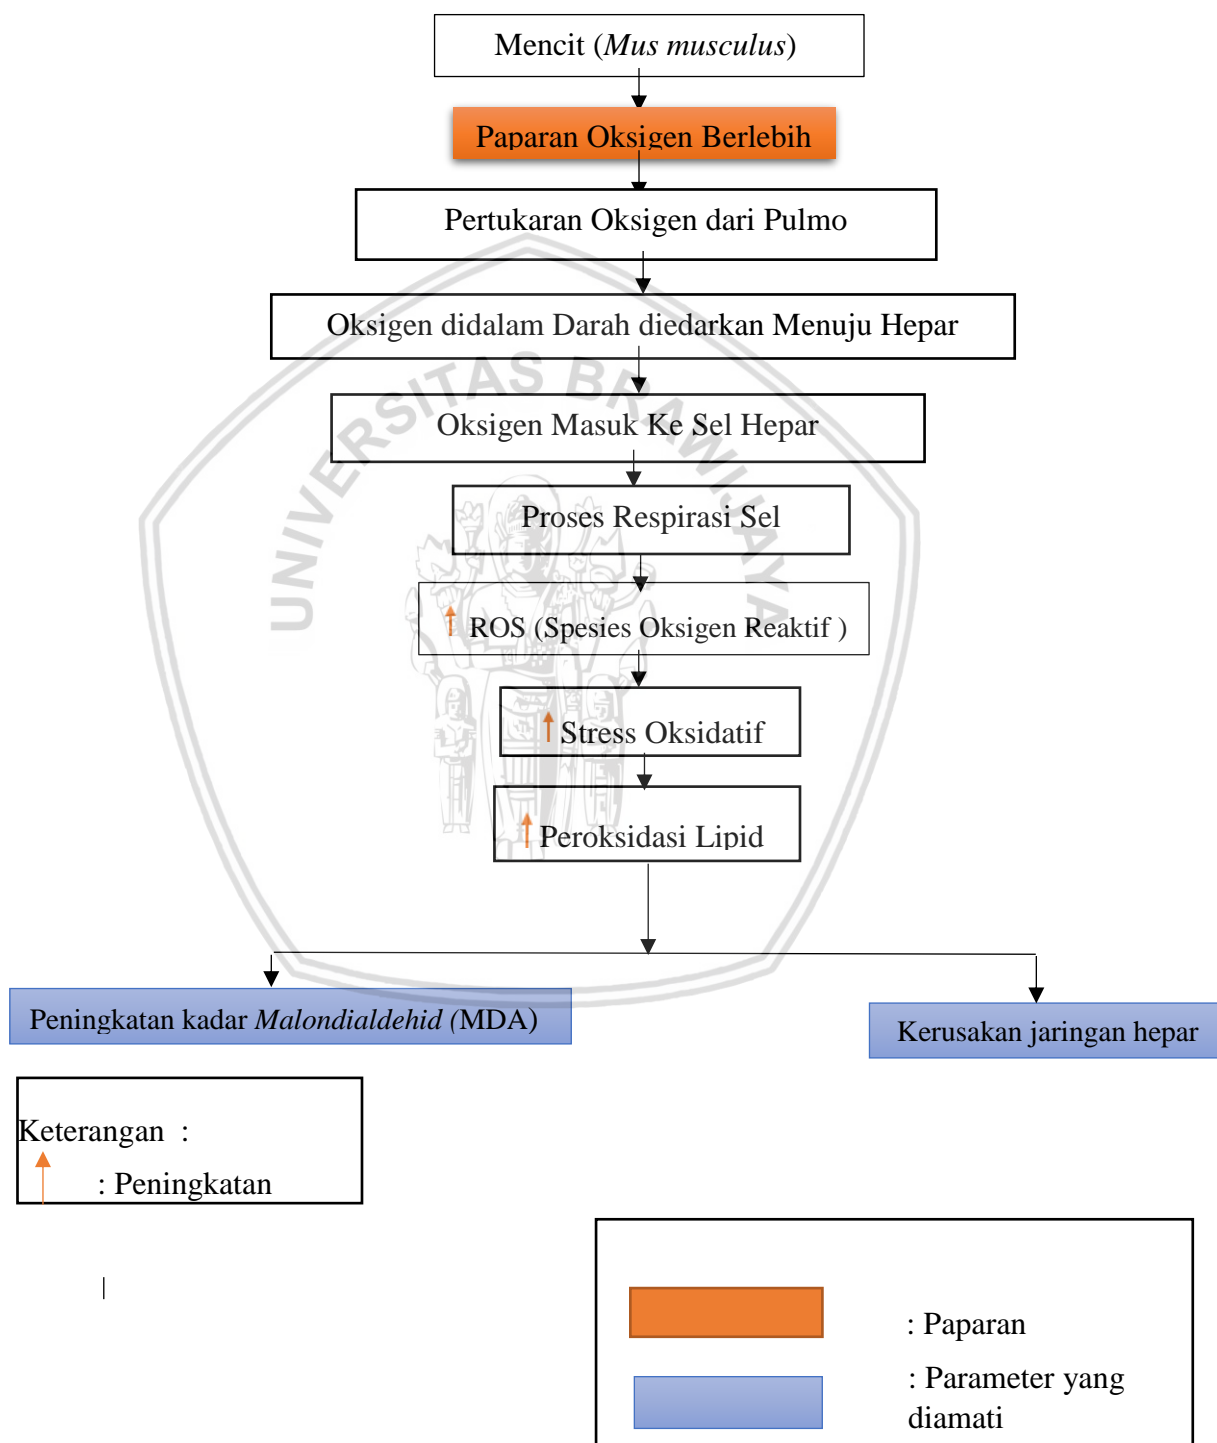 Mencit (Mus musculus)
Paparan Oksigen Berlebih
Pertukaran Oksigen dari Pulmo
Oksigen didalam Darah diedarkan Menuju Hepar
UNIVERSITAS BRAWIJAYA
Oksigen Masuk Ke Sel Hepar
Proses Respirasi Sel
ROS (Spesies Oksigen Reaktif )
Stress Oksidatif
Peroksidasi Lipid
Peningkatan kadar Malondialdehid (MDA)
Kerusakan jaringan hepar
Keterangan :
: Peningkatan
: Paparan
: Parameter yang
diamati